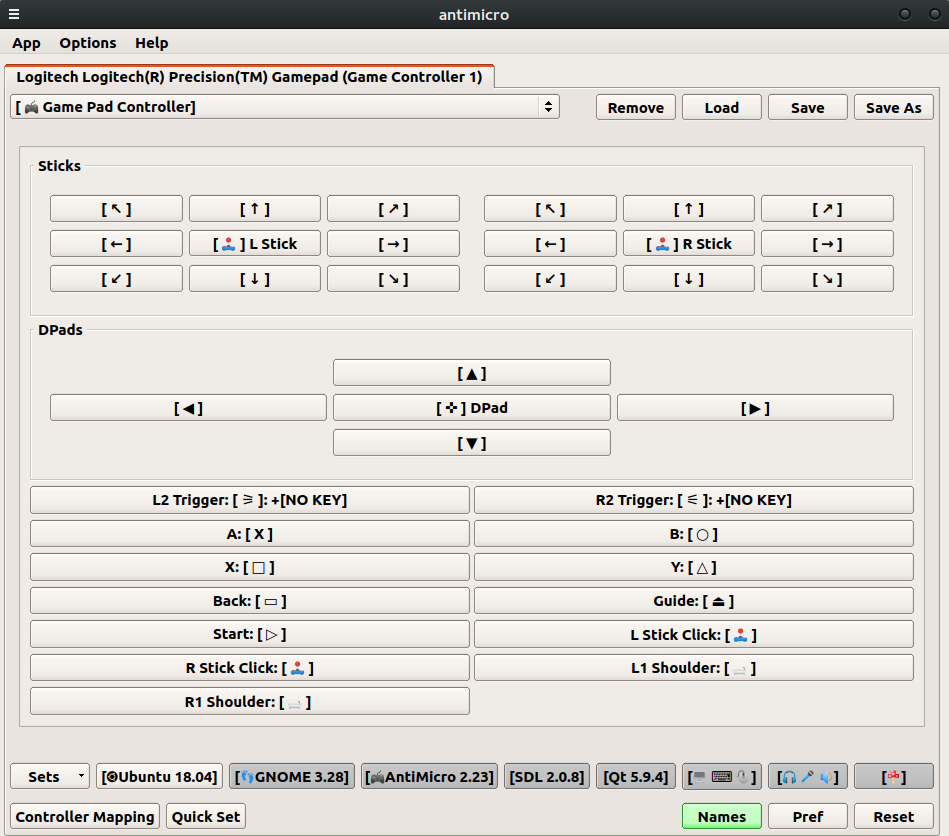 antimicro
App Options Help
Logitech Logitech(R) Precision(TM) Gamepad (Game Controller 1)
[ 🎮 Game Pad Controller] Remove Load Save Save As
Sticks
[ ↖ ] [ ↑ ] [ ↗ ] [ ↖ ] [ ↑ ] [ ↗ ]
[ ← ] [ 🕹 ] L Stick [ → ] [ ← ] [ 🕹 ] R Stick [ → ]
[ ↙ ] [ ↓ ] [ ↘ ] [ ↙ ] [ ↓ ] [ ↘ ]
DPads
[ ▲ ]
[ ◀ ] [ ✜ ] DPad [ ▶ ]
[ ▼ ]
L2 Trigger: [ ⚞ ]: +[NO KEY] R2 Trigger: [ ⚟ ]: +[NO KEY]
A: [ X ] B: [ ○ ]
X: [ □ ] Y: [ △ ]
Back: [ ▭ ] Guide: [ ⏏ ]
Start: [ ▷ ] L Stick Click: [ 🕹 ]
R Stick Click: [ 🕹 ] L1 Shoulder: [ ]
R1 Shoulder: [ ]
Sets [Ubuntu 18.04] [👣GNOME 3.28] [🎮AntiMicro 2.23] [SDL 2.0.8] [Qt 5.9.4] [ ⌨ ] [🎧🎤🔊] [ ]
Controller Mapping Quick Set Names Pref Reset